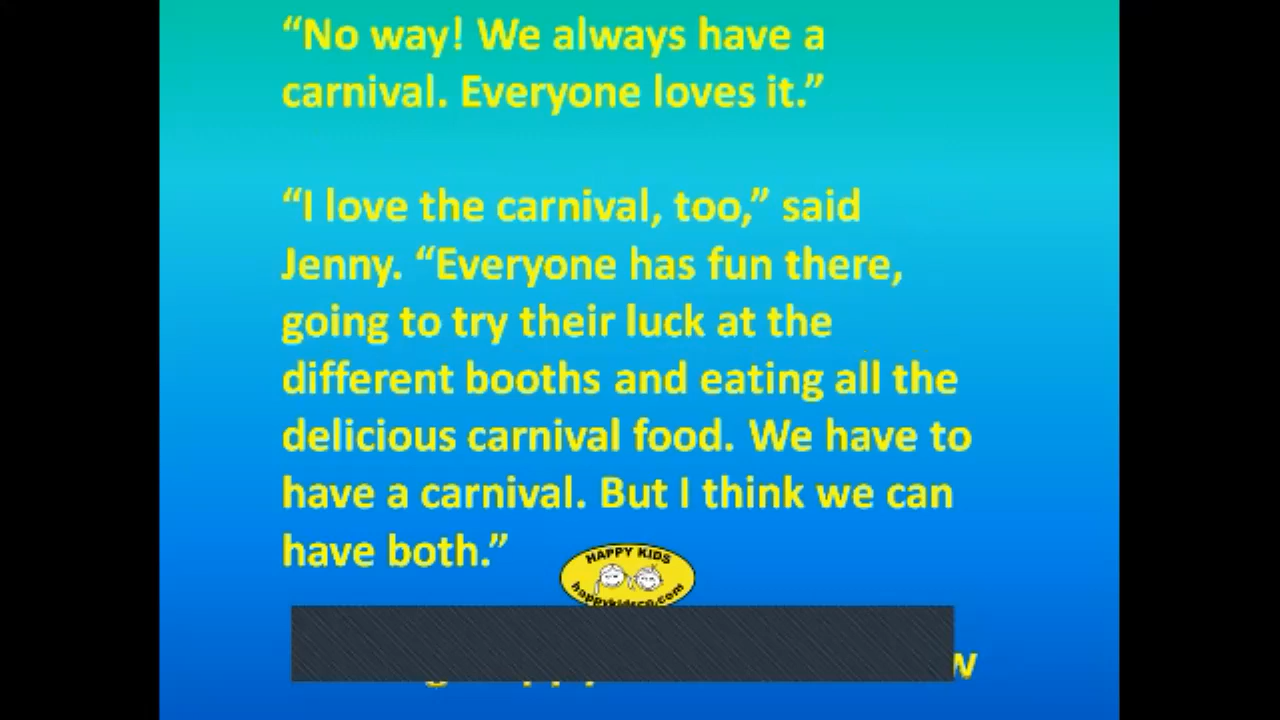 “No way! We always have a
carnival. Everyone loves it.”
“I love the carnival, too,” said
Jenny. “Everyone has fun there,
going to try their luck at the
different booths and eating all the
delicious carnival food. We have to
have a carnival. But I think we can
have both.”
HAPPY KIDS